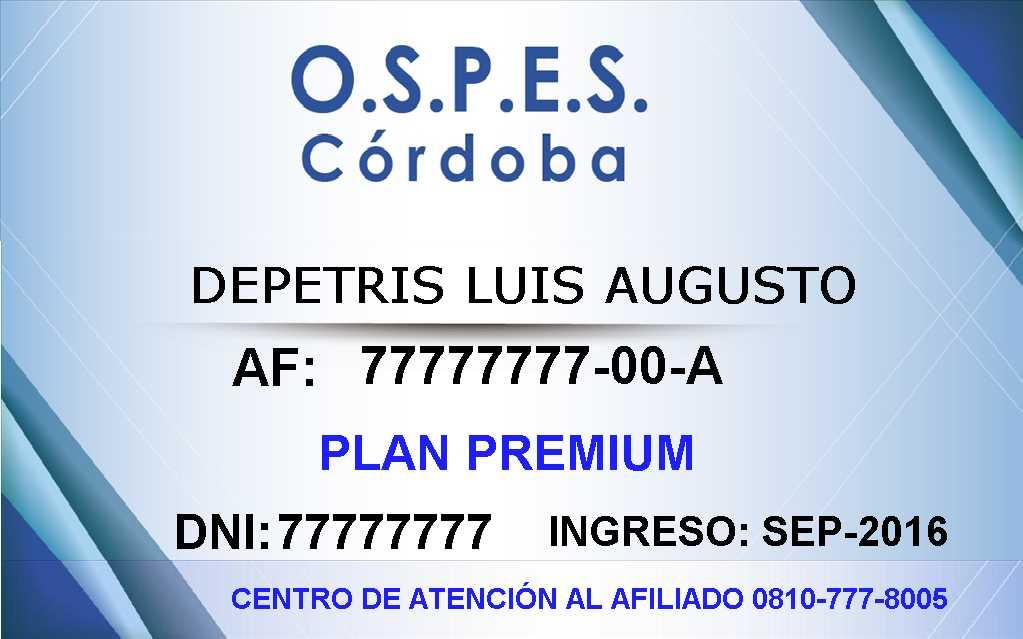 O.S.P.E.S.
Córdoba
DEPETRIS LUIS AUGUSTO
AF: 77777777-00-A
PLAN PREMIUM
DNI: 77777777 INGRESO: SEP-2016
CENTRO DE ATENCIÓN AL AFILIADO 0810-777-8005